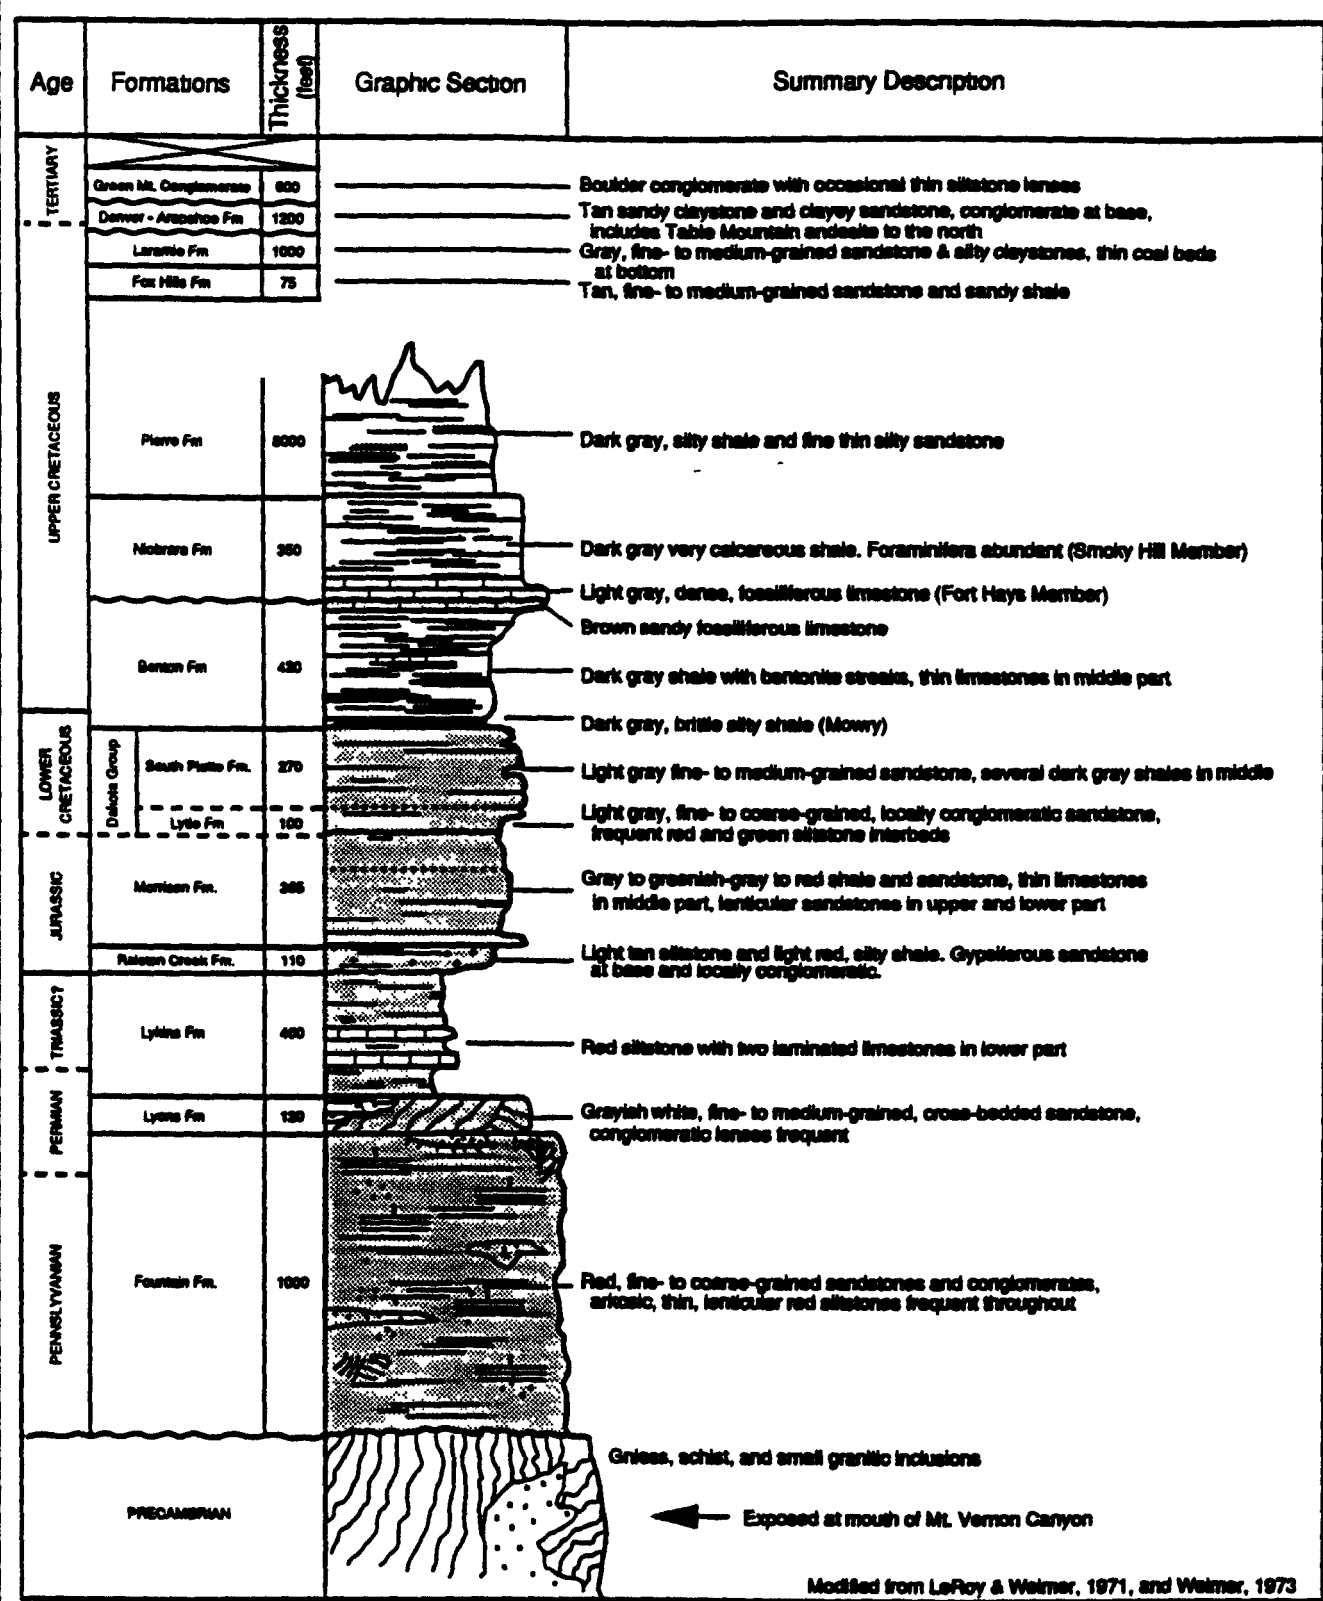 Age
Formations
Thickness
(feet)
Graphic Section
Summary Description
TERTIARY
Green Mt. Conglomerate
600
Boulder conglomerate with occasional thin siltstone lenses
Denver - Arapahoe Fm
1200
Tan sandy claystone and clayey sandstone, conglomerate at base,
includes Table Mountain andesite to the north
UPPER CRETACEOUS
Laramie Fm
1000
Gray, fine- to medium-grained sandstone & silty claystones, thin coal beds
at bottom
Fox Hills Fm
75
Tan, fine- to medium-grained sandstone and sandy shale
Pierre Fm
8000
Dark gray, silty shale and fine thin silty sandstone
Niobrara Fm
350
Dark gray very calcareous shale. Foraminifera abundant (Smoky Hill Member)
Light gray, dense, fossiliferous limestone (Fort Hays Member)
Brown sandy fossiliferous limestone
Benton Fm
420
Dark gray shale with bentonite streaks, thin limestones in middle part
Dark gray, brittle silty shale (Mowry)
LOWER
CRETACEOUS
Dakota Group
South Platte Fm.
270
Light gray fine- to medium-grained sandstone, several dark gray shales in middle
Lytle Fm
100
Light gray, fine- to coarse-grained, locally conglomeratic sandstone,
frequent red and green siltstone interbeds
JURASSIC
Morrison Fm.
Gray to greenish-gray to red shale and sandstone, thin limestones
in middle part, lenticular sandstones in upper and lower part
Ralston Creek Fm.
110
Light tan siltstone and light red, silty shale. Gypsiferous sandstone
at base and locally conglomeratic.
TRIASSIC?
Lykins Fm
Red siltstone with two laminated limestones in lower part
PERMIAN
Lyons Fm
Grayish white, fine- to medium-grained, cross-bedded sandstone,
conglomeratic lenses frequent
PENNSLYVANIAN
Fountain Fm.
1000
Red, fine- to coarse-grained sandstones and conglomerates,
arkosic, thin, lenticular red siltstones frequent throughout
PRECAMBRIAN
Gniess, schist, and small granitic inclusions
Exposed at mouth of Mt. Vernon Canyon
Modified from LeRoy & Weimer, 1971, and Weimer, 1973